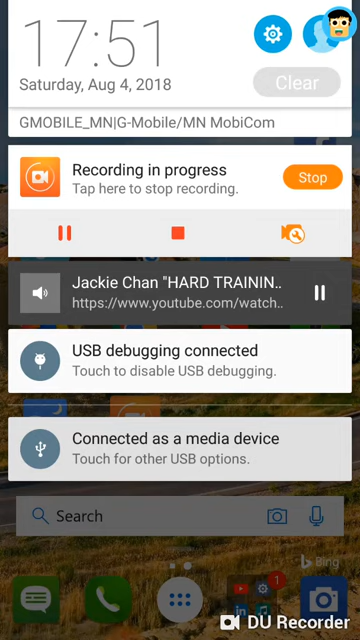 17:51
Saturday, Aug 4, 2018
Clear
GMOBILE_MN|G-Mobile/MN MobiCom
Recording in progress
Tap here to stop recording.
Stop
Jackie Chan "HARD TRAININ..
https://www.youtube.com/watch..
USB debugging connected
Touch to disable USB debugging.
Connected as a media device
Touch for other USB options.
Search
Bing
1
DU Recorder